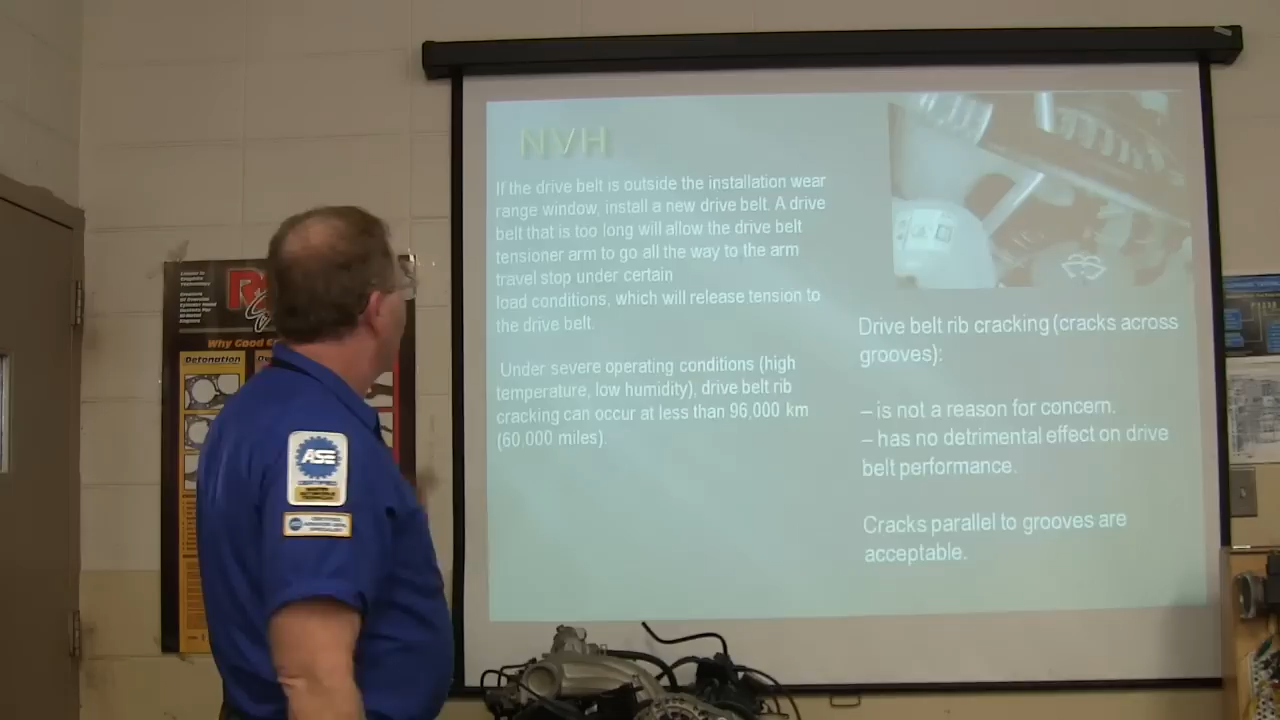 NVH
If the drive belt is outside the installation wear
range window, install a new drive belt. A drive
belt that is too long will allow the drive belt
tensioner arm to go all the way to the arm
travel stop under certain
load conditions, which will release tension to
the drive belt.
Under severe operating conditions (high
temperature, low humidity), drive belt rib
cracking can occur at less than 96,000 km
(60,000 miles).
Drive belt rib cracking (cracks across
grooves):
– is not a reason for concern.
– has no detrimental effect on drive
belt performance.
Cracks parallel to grooves are
acceptable.
Why Good
Detonation
ASE
CERTIFIED